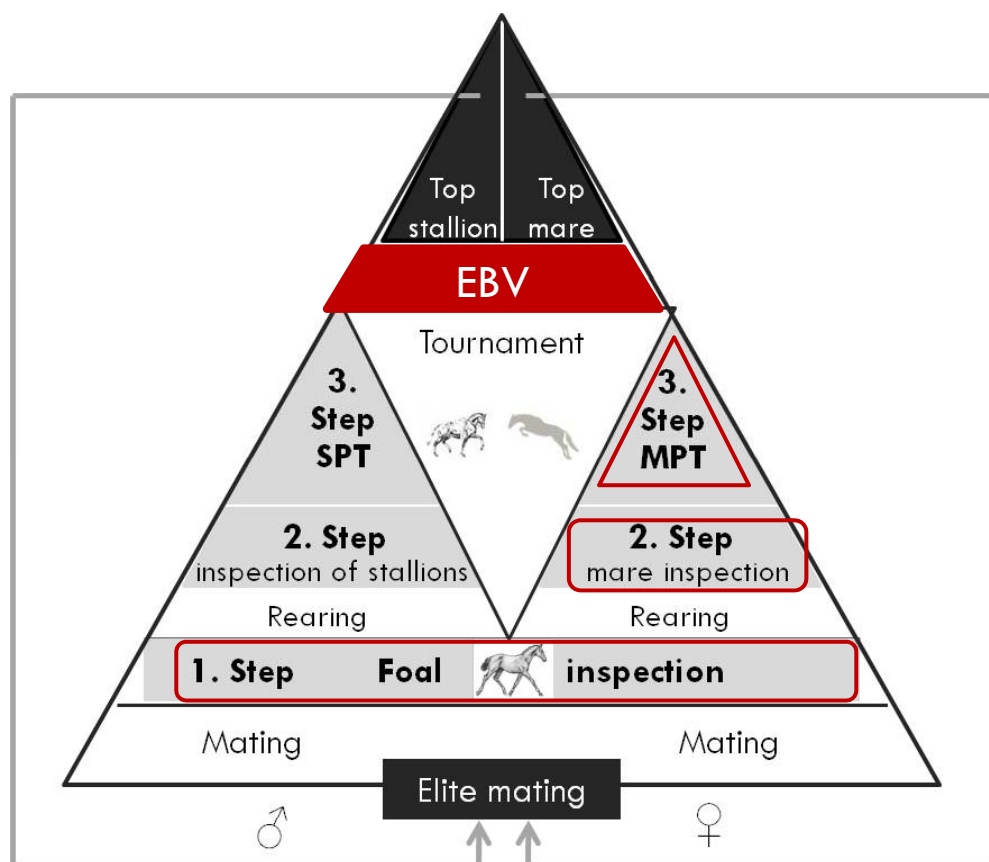 Top
stallion
Top
mare
EBV
Tournament
3.
Step
SPT
3.
Step
MPT
2. Step
inspection of stallions
2. Step
mare inspection
Rearing
Rearing
1. Step Foal inspection
Mating
Mating
Elite mating
♂
♀